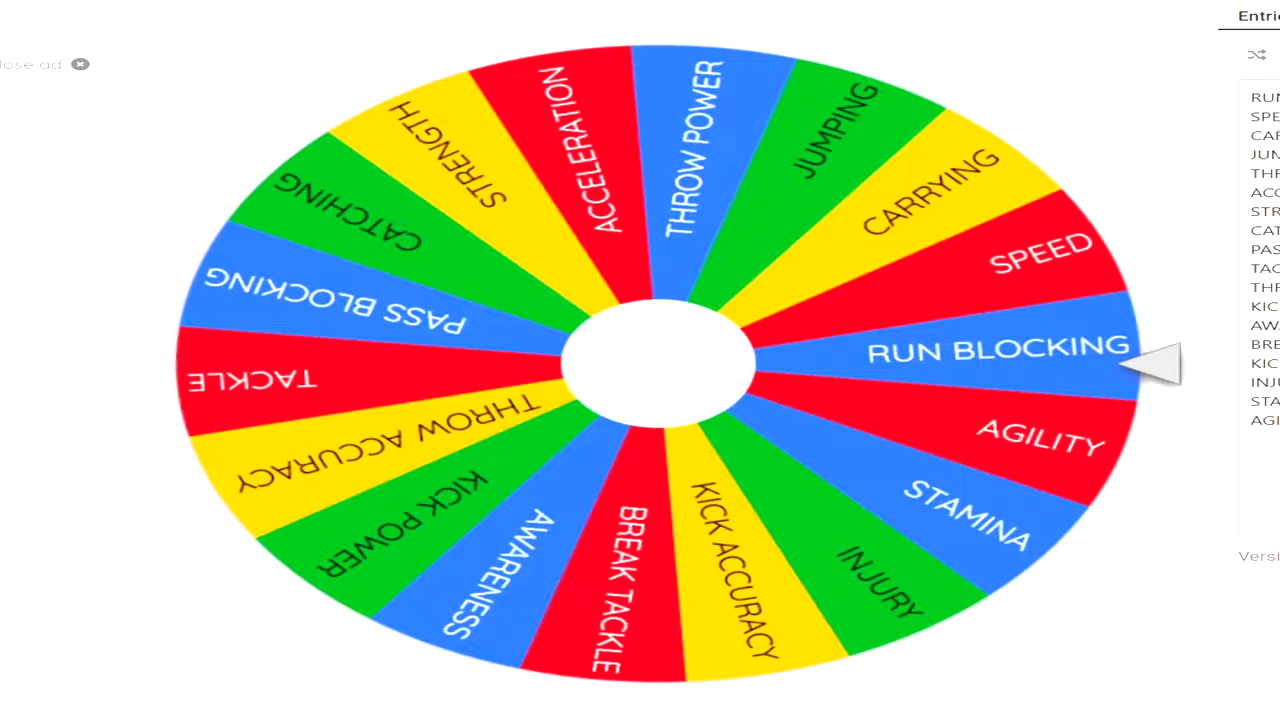 Entri
lose ad
THROW POWER
JUMPING
CARRYING
SPEED
RUN BLOCKING
AGILITY
STAMINA
INJURY
KICK ACCURACY
BREAK TACKLE
AWARENESS
KICK POWER
THROW ACCURACY
TACKLE
PASS BLOCKING
CATCHING
STRENGTH
ACCELERATION
RUN
SPE
CAR
JUM
THR
ACC
STR
CAT
PAS
TAC
THR
KIC
AWA
BRE
KIC
INJU
STA
AGI
Versi